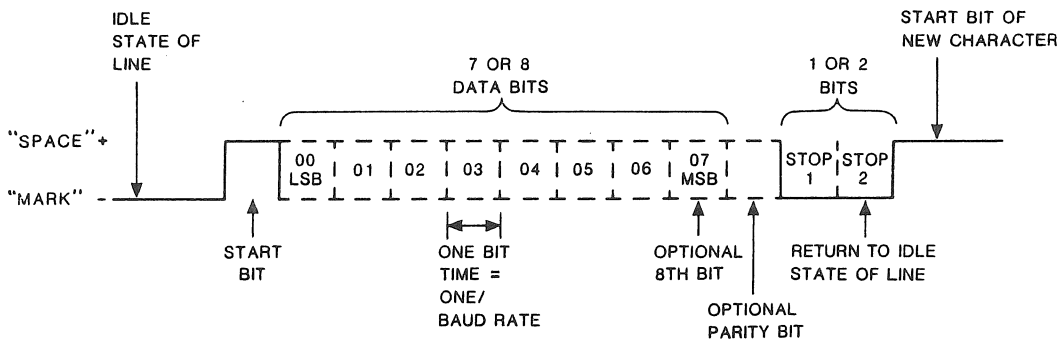 IDLE
STATE OF
LINE
START BIT OF
NEW CHARACTER
7 OR 8
DATA BITS
1 OR 2
BITS
"SPACE" +
00
LSB
01
02
03
04
05
06
07
MSB
STOP
1
STOP
2
"MARK" -
START
BIT
ONE BIT
TIME =
ONE/
BAUD RATE
OPTIONAL
8TH BIT
OPTIONAL
PARITY BIT
RETURN TO IDLE
STATE OF LINE